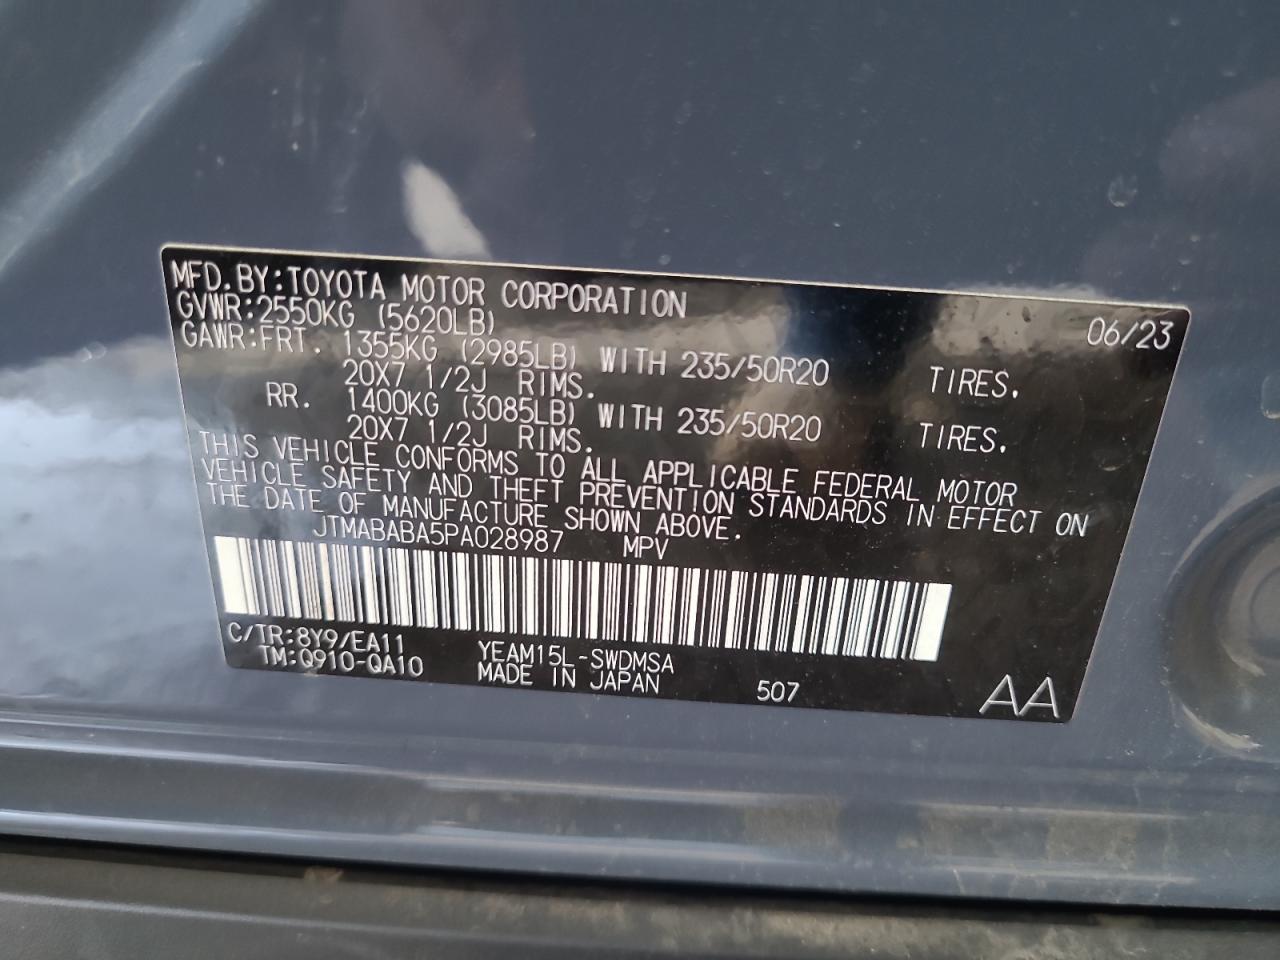 MFD.BY:TOYOTA MOTOR CORPORATION 06/23
GVWR:2550KG (5620LB)
GAWR:FRT. 1355KG (2985LB) WITH 235/50R20 TIRES.
20X7 1/2J RIMS.
RR. 1400KG (3085LB) WITH 235/50R20 TIRES.
20X7 1/2J RIMS.
THIS VEHICLE CONFORMS TO ALL APPLICABLE FEDERAL MOTOR
VEHICLE SAFETY AND THEFT PREVENTION STANDARDS IN EFFECT ON
THE DATE OF MANUFACTURE SHOWN ABOVE.
JTMABABA5PA028987 MPV
C/TR:8Y9/EA11 YEAM15L-SWDMSA
TM:Q910-QA10 MADE IN JAPAN 507 AA